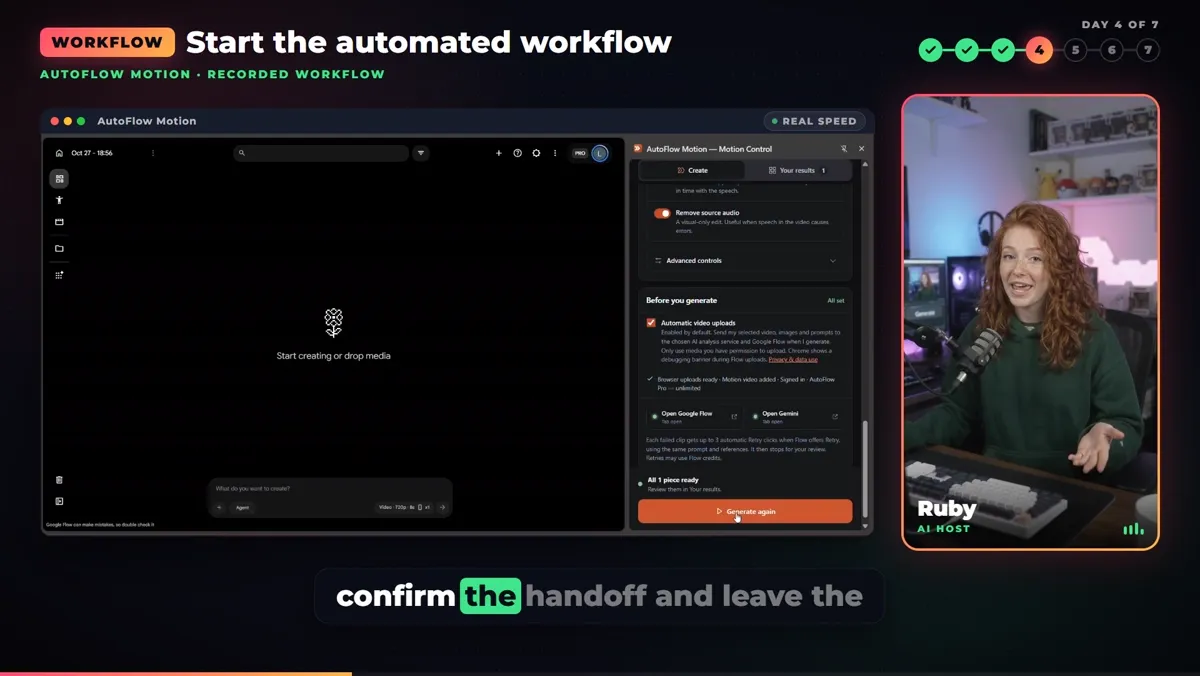 DAY 4 OF 7
WORKFLOW Start the automated workflow
4 5 6 7
AUTOFLOW MOTION · RECORDED WORKFLOW
AutoFlow Motion
REAL SPEED
Oct 27 - 18:56
PRO
Start creating or drop media
What do you want to create?
Agent
Video · 720p · 8s x1
Google Flow can make mistakes, so double check it
AutoFlow Motion — Motion Control
Create
Your results 1
in time with the speech.
Remove source audio
A visual-only edit. Useful when speech in the video causes
errors.
Advanced controls
Before you generate
All set
Automatic video uploads
Enabled by default. Send my selected video, images and prompts to
the chosen AI analysis service and Google Flow when I generate.
Only use media you have permission to upload. Chrome shows a
debugging banner during Flow uploads. Privacy & data use
Browser uploads ready · Motion video added · Signed in · AutoFlow
Pro — unlimited
Open Google Flow
Tab open
Open Gemini
Tab open
Each failed clip gets up to 3 automatic Retry clicks when Flow offers Retry,
using the same prompt and references. It then stops for your review.
Retries may use Flow credits.
All 1 piece ready
Review them in Your results.
Generate again
Ruby
AI HOST
confirm the handoff and leave the